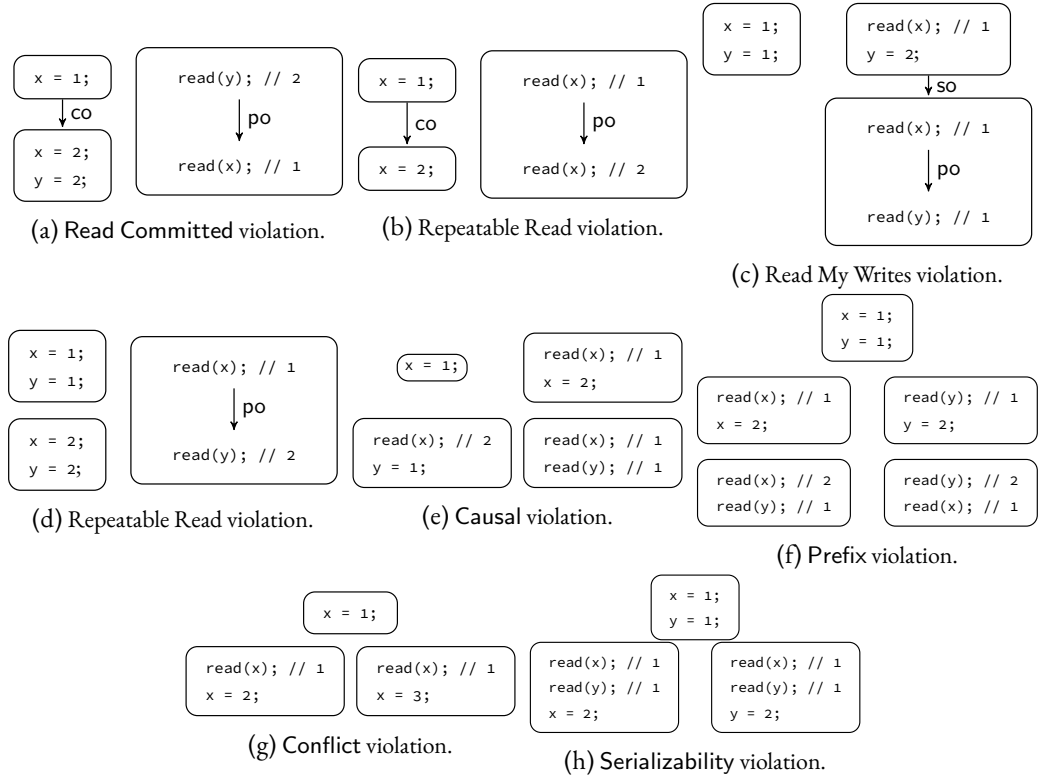 x = 1;
co
x = 2;
y = 2;
read(y); // 2
po
read(x); // 1
(a) Read Committed violation.
x = 1;
co
x = 2;
read(x); // 1
po
read(x); // 2
(b) Repeatable Read violation.
x = 1;
y = 1;
read(x); // 1
y = 2;
so
read(x); // 1
po
read(y); // 1
(c) Read My Writes violation.
x = 1;
y = 1;
x = 2;
y = 2;
read(x); // 1
po
read(y); // 2
(d) Repeatable Read violation.
x = 1;
read(x); // 1
x = 2;
read(x); // 2
y = 1;
read(x); // 1
read(y); // 1
(e) Causal violation.
x = 1;
y = 1;
read(x); // 1
x = 2;
read(y); // 1
y = 2;
read(x); // 2
read(y); // 1
read(y); // 2
read(x); // 1
(f) Prefix violation.
x = 1;
read(x); // 1
x = 2;
read(x); // 1
x = 3;
(g) Conflict violation.
x = 1;
y = 1;
read(x); // 1
read(y); // 1
x = 2;
read(x); // 1
read(y); // 1
y = 2;
(h) Serializability violation.